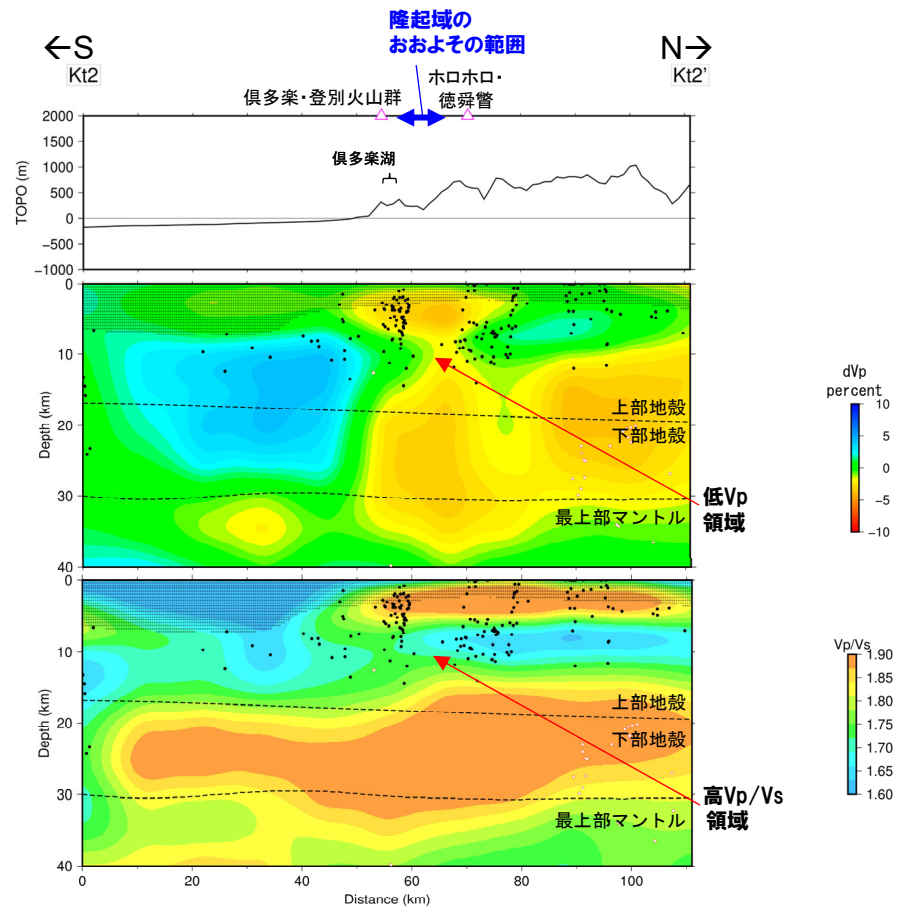 隆起域の
おおよその範囲
←S
N→
Kt2
Kt2'
倶多楽・登別火山群
ホロホロ・
徳舜瞥
倶多楽湖
TOPO (m)
2000
1500
1000
500
0
−500
−1000
Depth (km)
0
10
20
30
40
上部地殻
下部地殻
最上部マントル
低Vp
領域
dVp
percent
10
5
0
−5
−10
Depth (km)
0
10
20
30
40
上部地殻
下部地殻
最上部マントル
高Vp/Vs
領域
Vp/Vs
1.90
1.85
1.80
1.75
1.70
1.65
1.60
0
20
40
60
80
100
Distance (km)